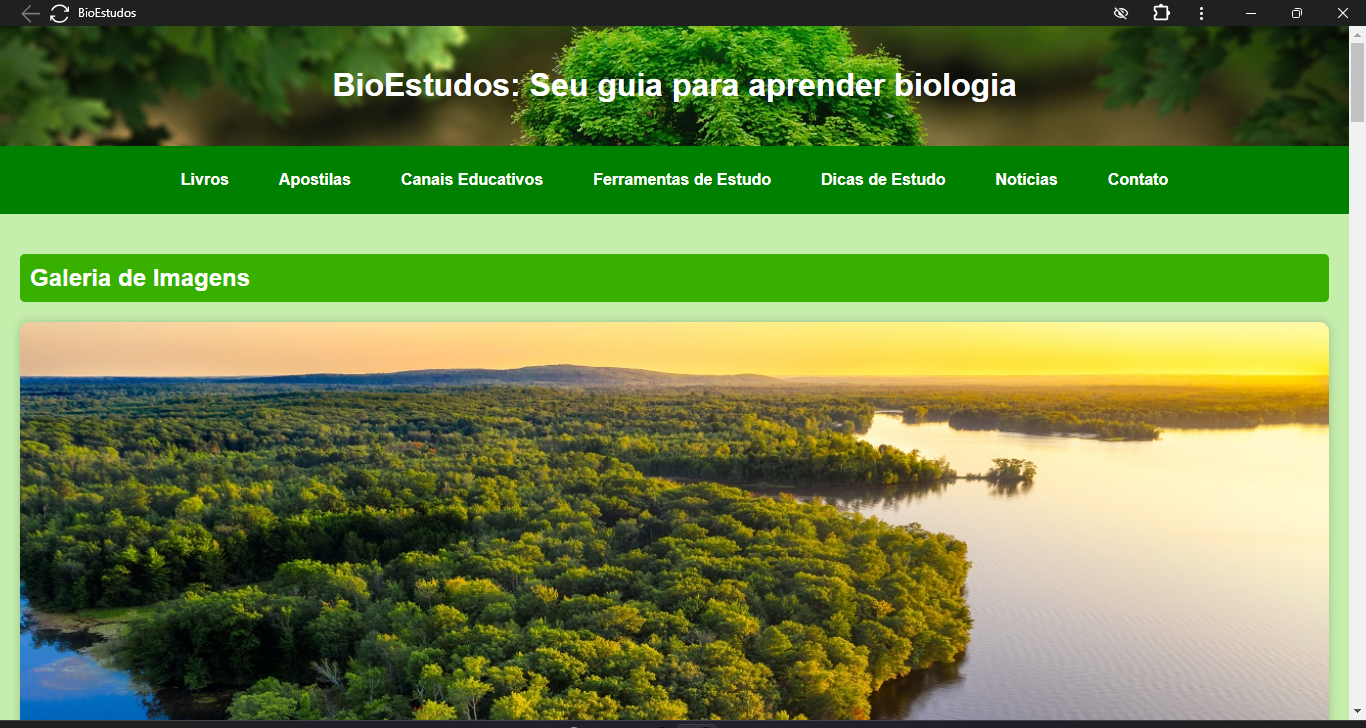 BioEstudos
BioEstudos: Seu guia para aprender biologia
Livros Apostilas Canais Educativos Ferramentas de Estudo Dicas de Estudo Notícias Contato
Galeria de Imagens